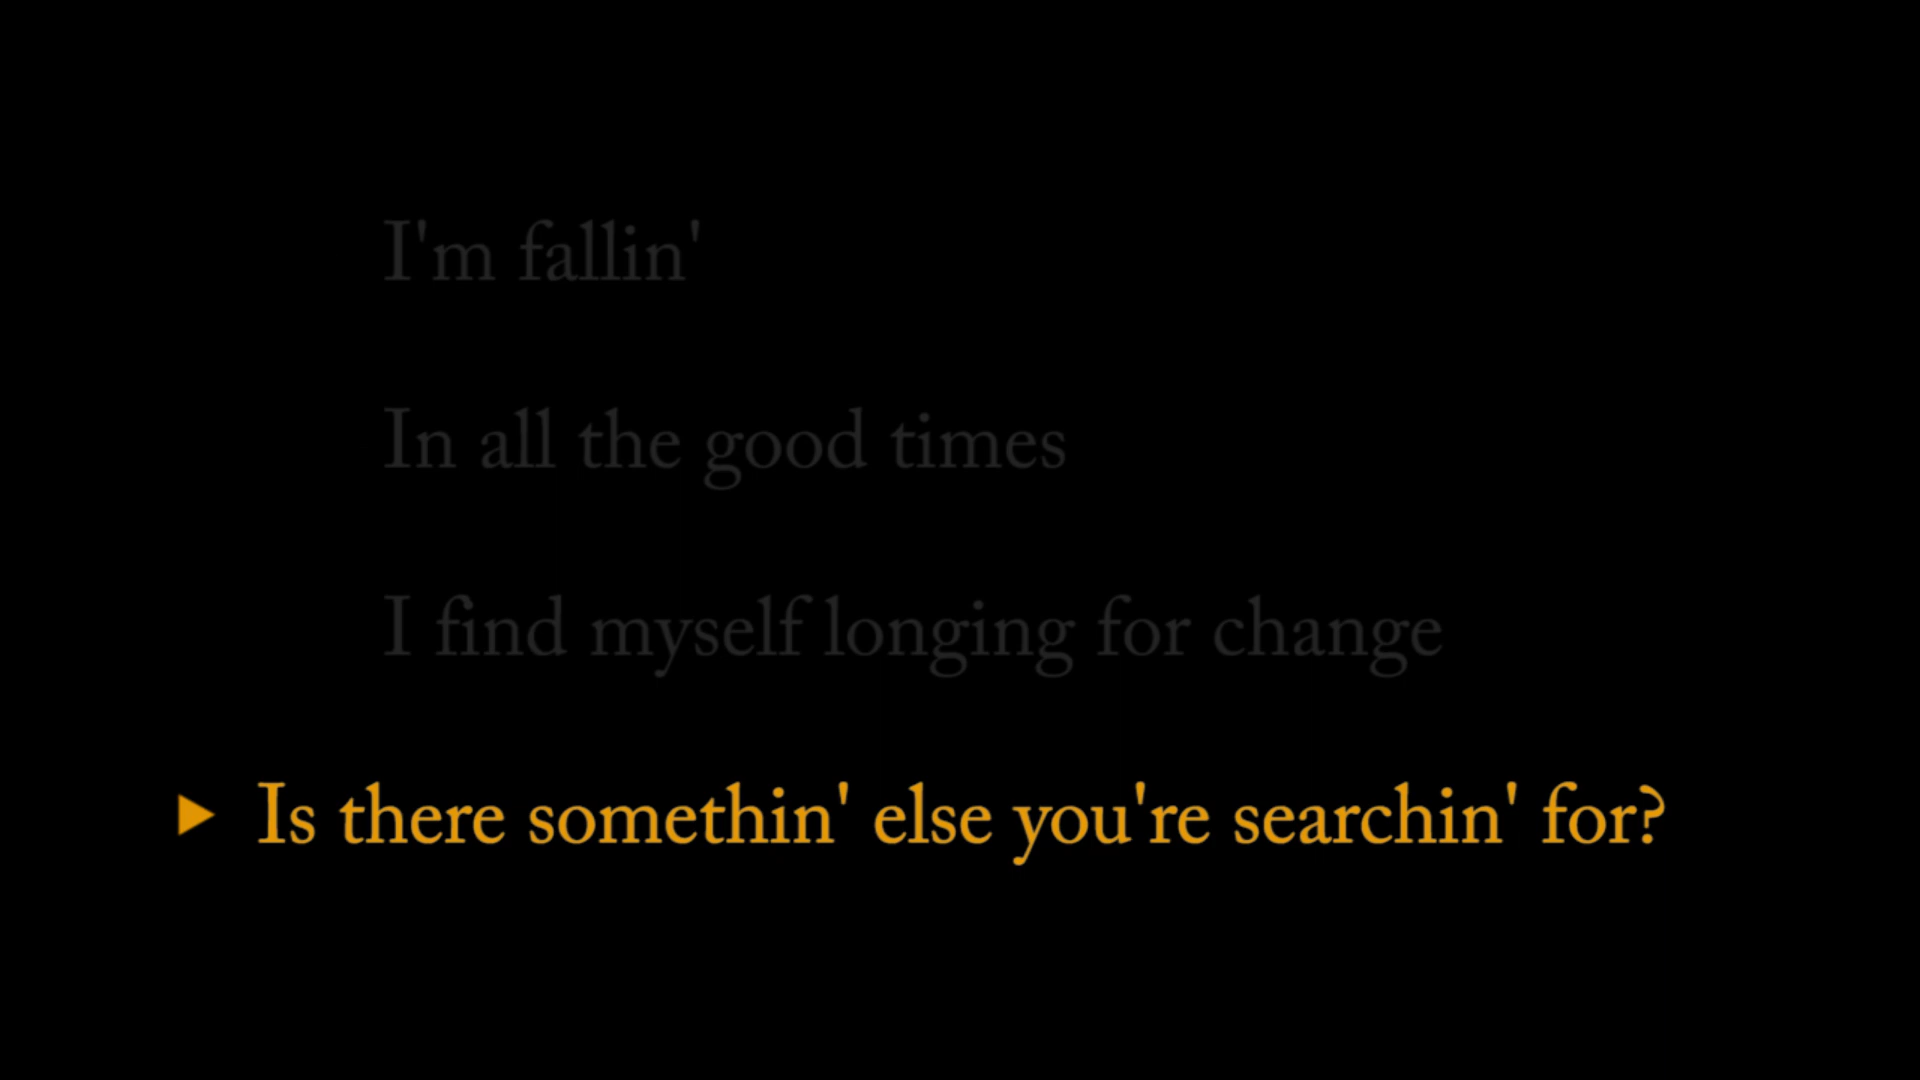 I'm fallin'
In all the good times
I find myself longing for change
Is there somethin' else you're searchin' for?